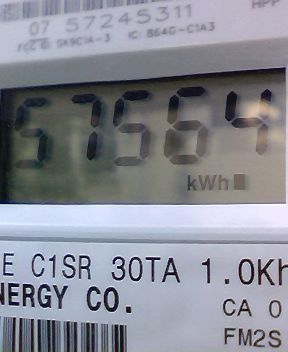 HPP
07 57245311
FCC ID: SK9C1A-3 IC: 864G-C1A3
57564
kWh
E C1SR 30TA 1.0Kh
NERGY CO.
CA 0
FM2S